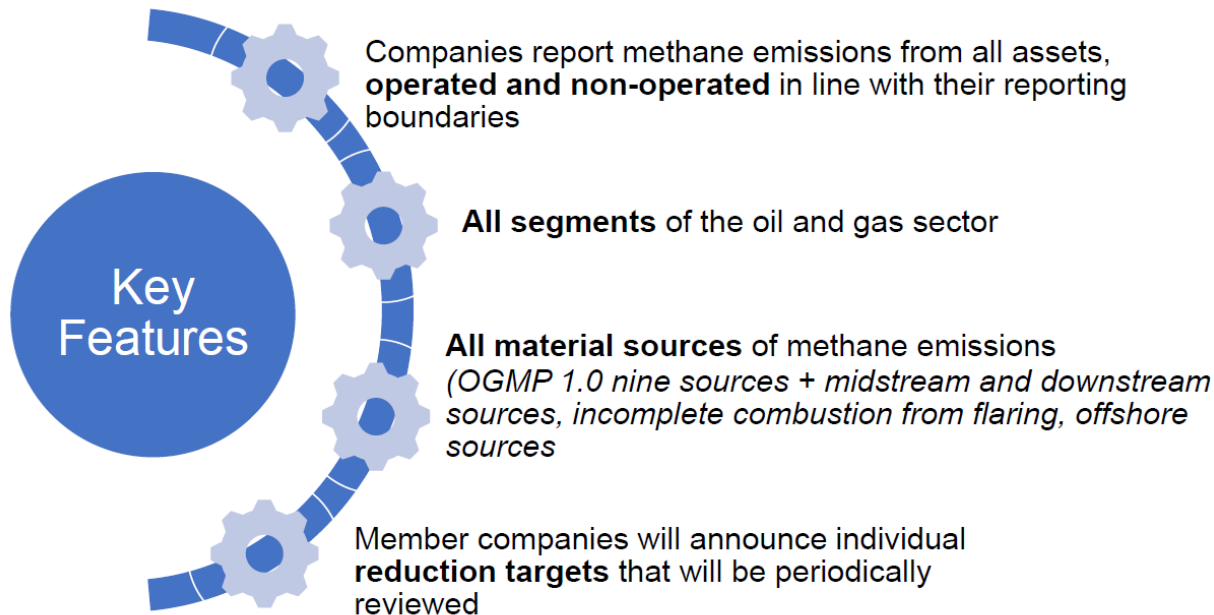 Key
Features
Companies report methane emissions from all assets,
operated and non-operated in line with their reporting
boundaries
All segments of the oil and gas sector
All material sources of methane emissions
(OGMP 1.0 nine sources + midstream and downstream
sources, incomplete combustion from flaring, offshore
sources
Member companies will announce individual
reduction targets that will be periodically
reviewed